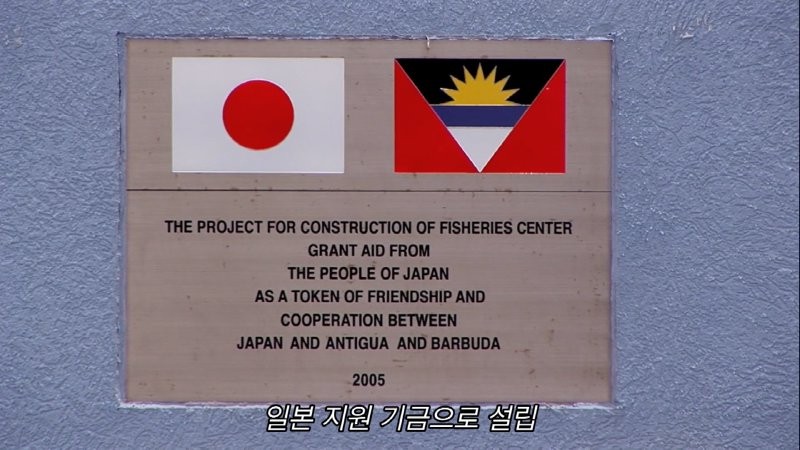 THE PROJECT FOR CONSTRUCTION OF FISHERIES CENTER
GRANT AID FROM
THE PEOPLE OF JAPAN
AS A TOKEN OF FRIENDSHIP AND
COOPERATION BETWEEN
JAPAN AND ANTIGUA AND BARBUDA
2005
일본 지원 기금으로 설립